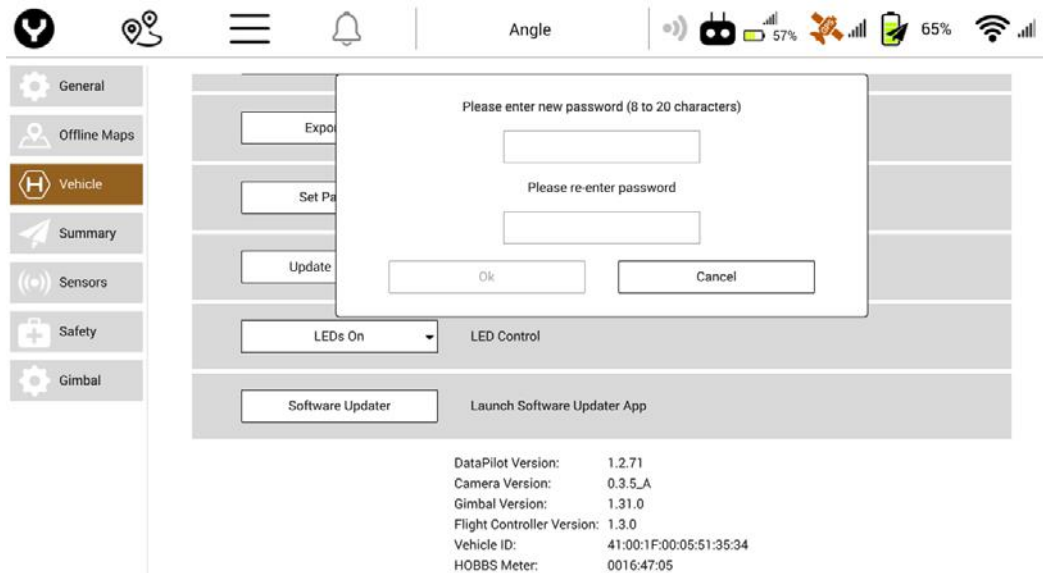 Angle
57%
65%
General
Offline Maps
Vehicle
Summary
Sensors
Safety
Gimbal
Please enter new password (8 to 20 characters)
Please re-enter password
Ok
Cancel
Set
Update
LEDs On
LED Control
Software Updater
Launch Software Updater App
DataPilot Version: 1.2.71
Camera Version: 0.3.5_A
Gimbal Version: 1.31.0
Flight Controller Version: 1.3.0
Vehicle ID: 41:00:1F:00:05:51:35:34
HOBBS Meter: 0016:47:05